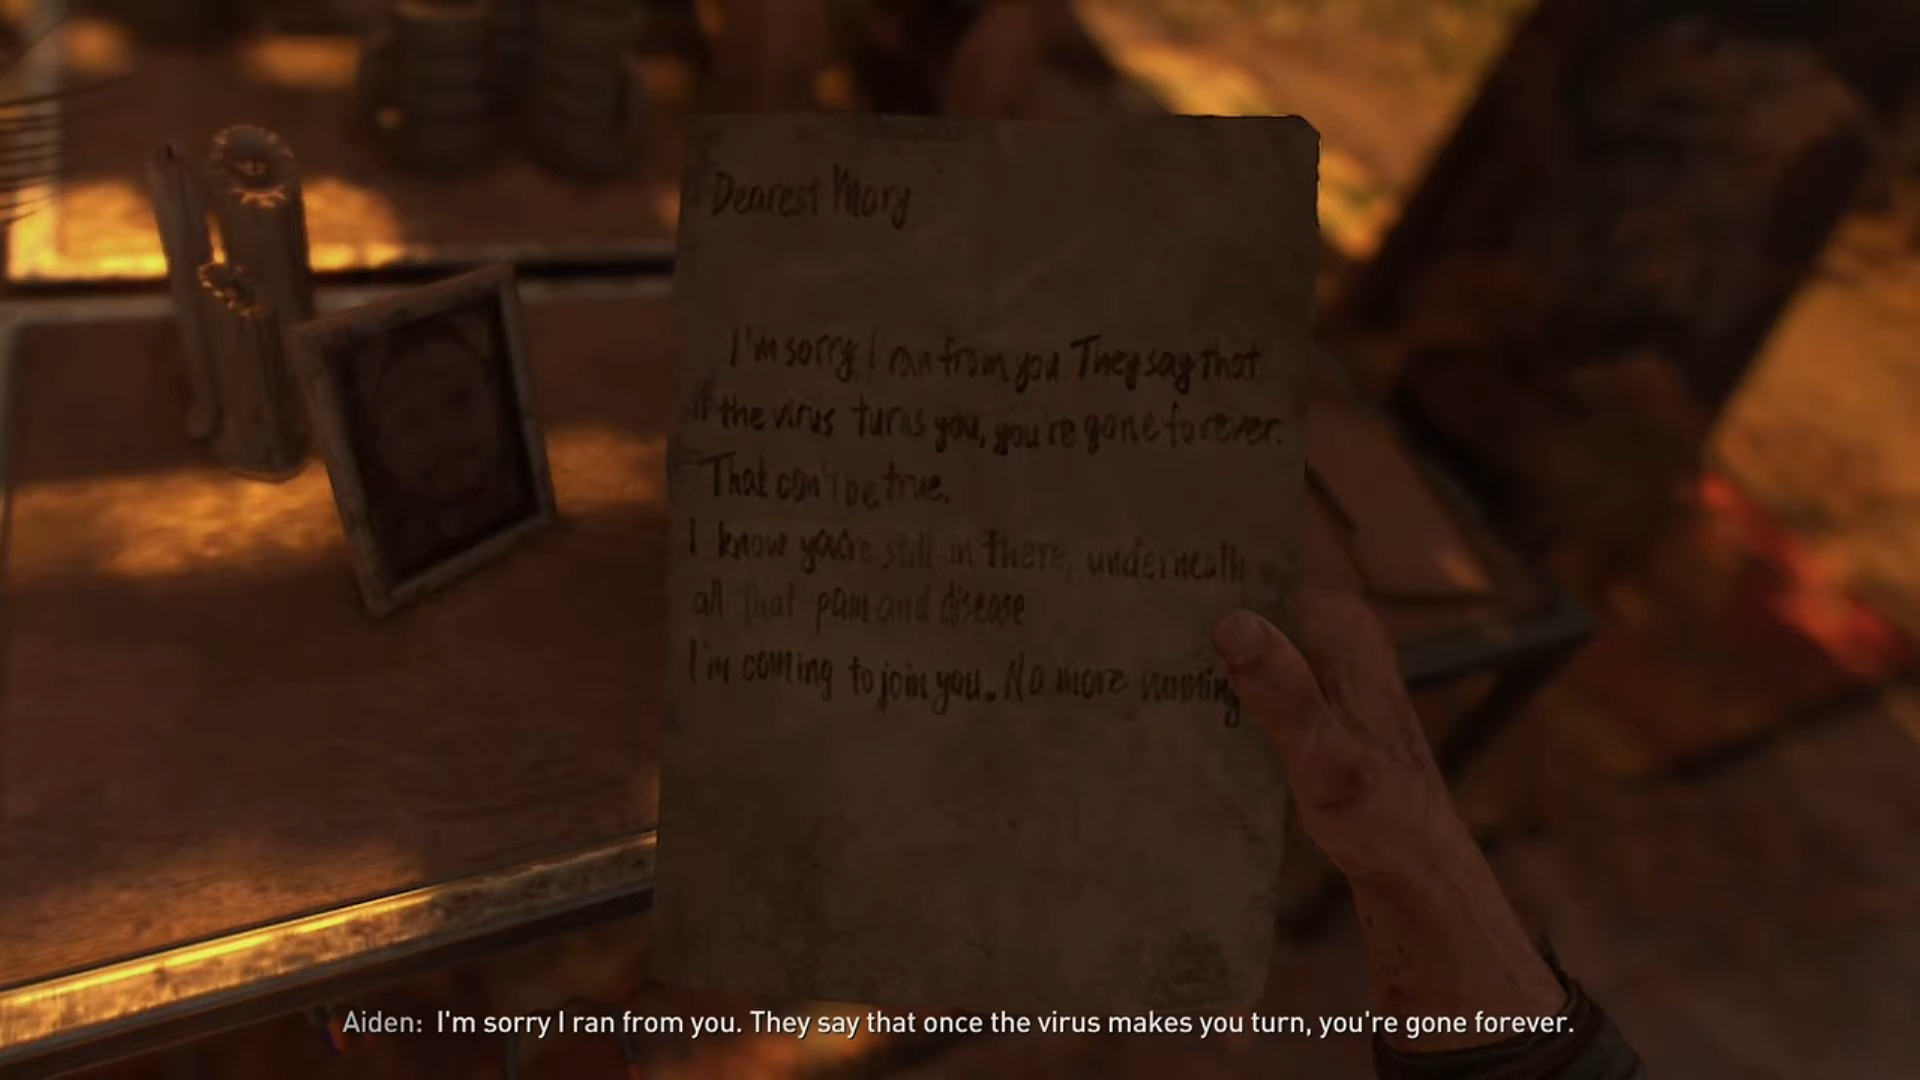 Dearest Mary
I'm sorry I ran from you. They say that
if the virus turns you, you're gone forever.
That can't be true.
I know you're still in there, underneath
all that pain and disease
I'm coming to join you. No more
Aiden: I'm sorry I ran from you. They say that once the virus makes you turn, you're gone forever.